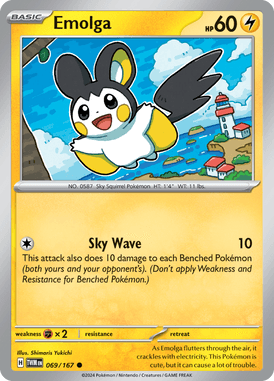 BASIC Emolga HP60
NO. 0587 Sky Squirrel Pokémon HT: 1'4" WT: 11 lbs.
Sky Wave 10
This attack also does 10 damage to each Benched Pokémon
(both yours and your opponent's). (Don't apply Weakness and
Resistance for Benched Pokémon.)
weakness ×2 resistance retreat
Illus. Shimaris Yukichi
H TWM EN 069/167
As Emolga flutters through the air, it
crackles with electricity. This Pokémon
is cute, but it can cause a lot of trouble.
©2024 Pokémon / Nintendo / Creatures / GAME FREAK